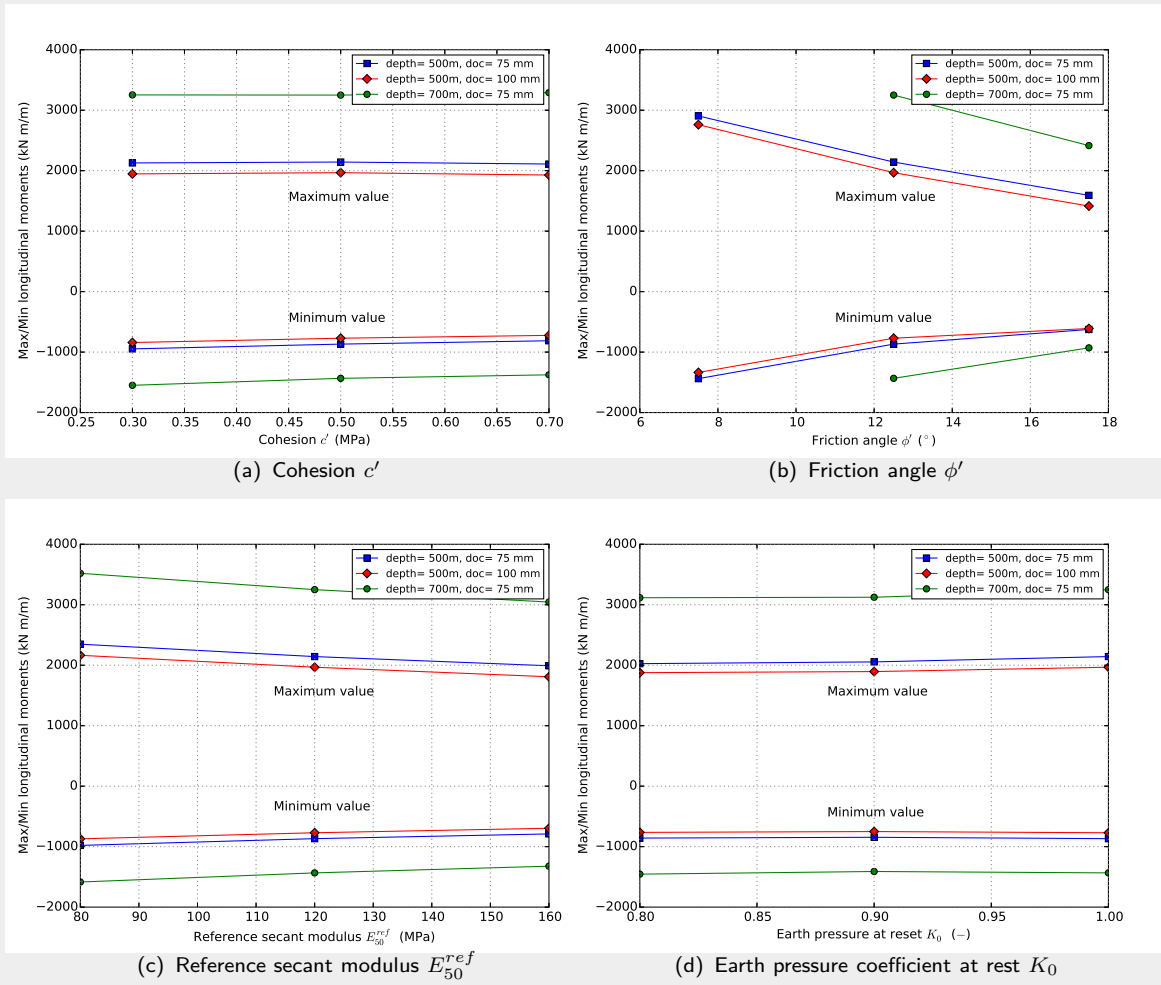 4000
3000
2000
1000
0
−1000
−2000
Max/Min longitudinal moments (kN m/m)
depth= 500m, doc= 75 mm
depth= 500m, doc= 100 mm
depth= 700m, doc= 75 mm
Maximum value
Minimum value
0.25 0.30 0.35 0.40 0.45 0.50 0.55 0.60 0.65 0.70
Cohesion c′ (MPa)
(a) Cohesion c′
4000
3000
2000
1000
0
−1000
−2000
Max/Min longitudinal moments (kN m/m)
depth= 500m, doc= 75 mm
depth= 500m, doc= 100 mm
depth= 700m, doc= 75 mm
Maximum value
Minimum value
6 8 10 12 14 16 18
Friction angle ϕ′ (°)
(b) Friction angle ϕ′
4000
3000
2000
1000
0
−1000
−2000
Max/Min longitudinal moments (kN m/m)
depth= 500m, doc= 75 mm
depth= 500m, doc= 100 mm
depth= 700m, doc= 75 mm
Maximum value
Minimum value
80 90 100 110 120 130 140 150 160
Reference secant modulus E_50^ref (MPa)
(c) Reference secant modulus E_50^ref
4000
3000
2000
1000
0
−1000
−2000
Max/Min longitudinal moments (kN m/m)
depth= 500m, doc= 75 mm
depth= 500m, doc= 100 mm
depth= 700m, doc= 75 mm
Maximum value
Minimum value
0.80 0.85 0.90 0.95 1.00
Earth pressure at reset K_0 (−)
(d) Earth pressure coefficient at rest K_0